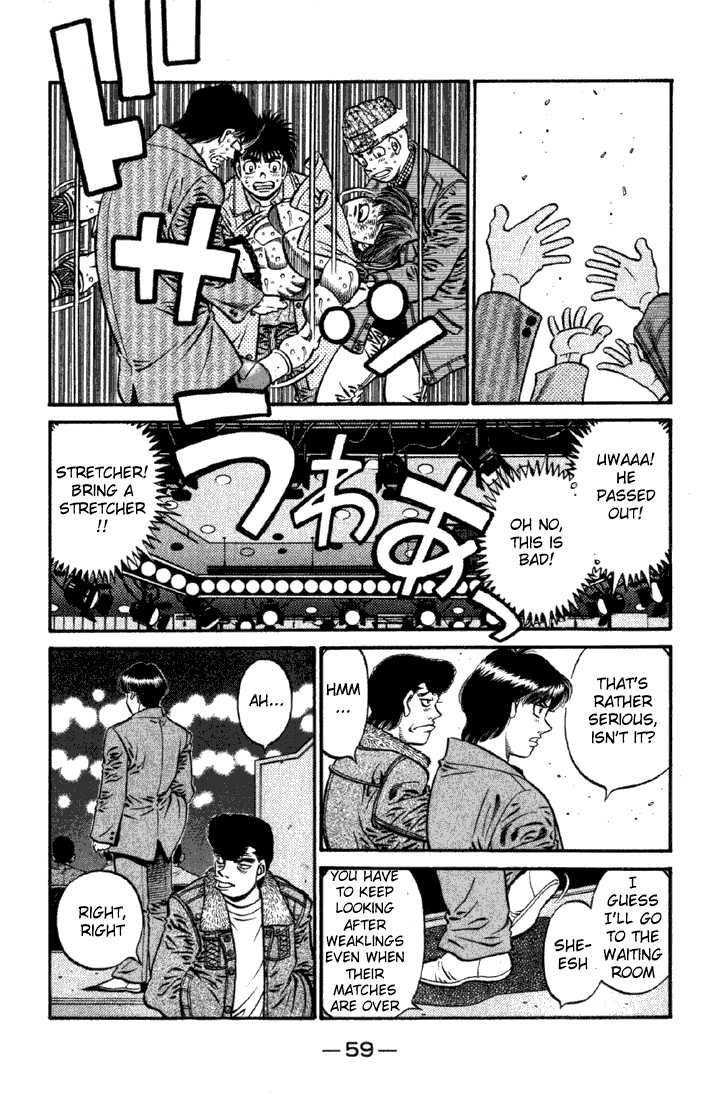 ドサッ
UWAAA!
HE
PASSED
OUT!
OH NO,
THIS IS
BAD!
うわあっ
STRETCHER!
BRING A
STRETCHER
!!
THAT'S
RATHER
SERIOUS,
ISN'T IT?
HMM
...
AH...
RIGHT,
RIGHT
I
GUESS
I'LL GO
TO THE
WAITING
ROOM
SHE-
ESH
YOU HAVE
TO KEEP
LOOKING
AFTER
WEAKLINGS
EVEN WHEN
THEIR
MATCHES
ARE OVER
—59—